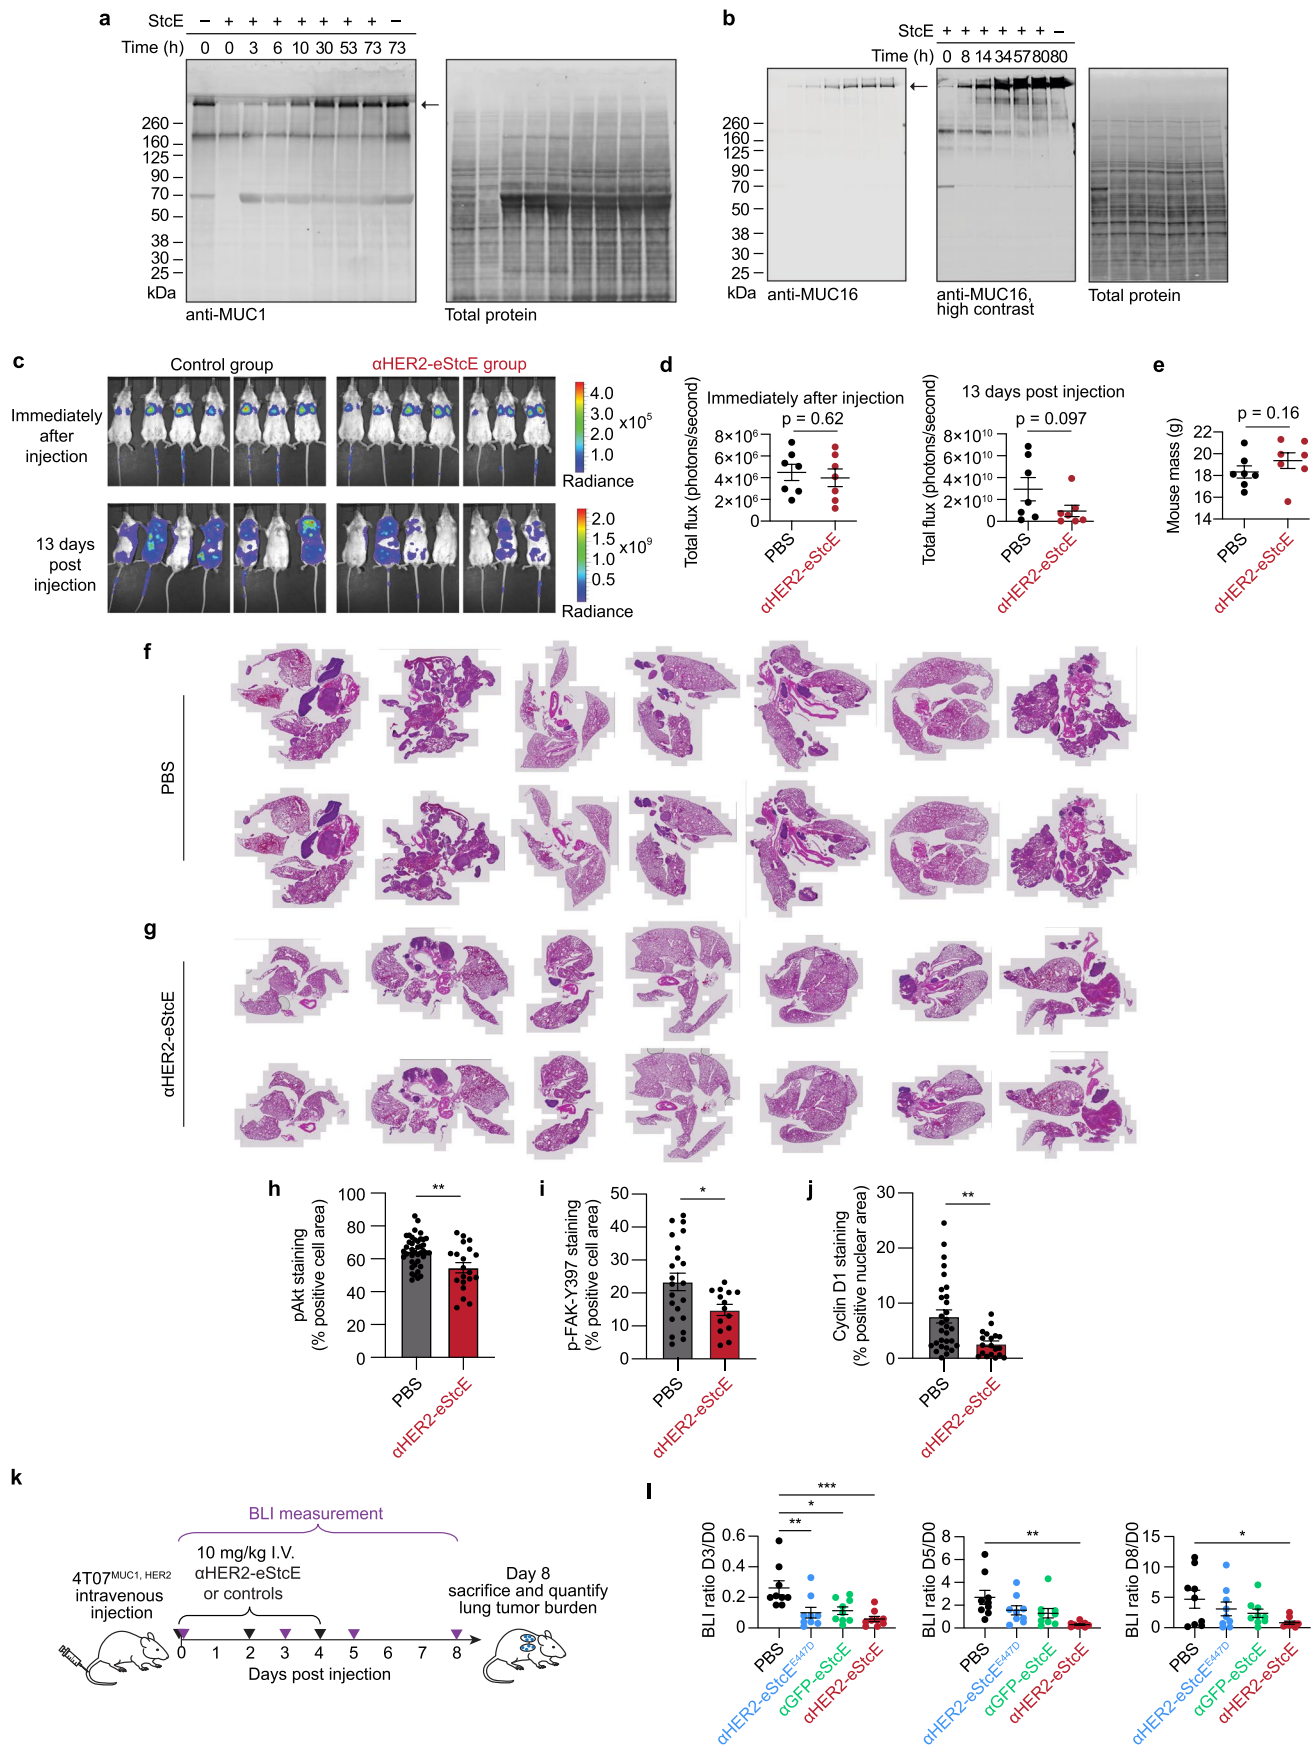 a
StcE – + + + + + + + –
Time (h) 0 0 3 6 10 30 53 73 73
260
160
125
90
70
50
38
30
25
kDa
anti-MUC1
Total protein
b
StcE + + + + + + –
Time (h) 0 8 14 34 57 80 80
260
160
125
90
70
50
38
30
25
kDa
anti-MUC16
anti-MUC16,
high contrast
Total protein
c
Control group
αHER2-eStcE group
Immediately
after
injection
4.0
3.0
2.0
1.0
x10⁵
Radiance
13 days
post
injection
2.0
1.5
1.0
0.5
x10⁹
Radiance
d
Immediately after injection
p = 0.62
Total flux (photons/second)
8×10⁶
6×10⁶
4×10⁶
2×10⁶
0
PBS
αHER2-eStcE
13 days post injection
p = 0.097
Total flux (photons/second)
8×10¹⁰
6×10¹⁰
4×10¹⁰
2×10¹⁰
0
PBS
αHER2-eStcE
e
p = 0.16
Mouse mass (g)
22
20
18
16
14
PBS
αHER2-eStcE
f
PBS
g
αHER2-eStcE
h
**
pAkt staining
(% positive cell area)
100
80
60
40
20
0
PBS
αHER2-eStcE
i
*
p-FAK-Y397 staining
(% positive cell area)
50
40
30
20
10
0
PBS
αHER2-eStcE
j
**
Cyclin D1 staining
(% positive nuclear area)
30
20
10
0
PBS
αHER2-eStcE
k
BLI measurement
10 mg/kg I.V.
αHER2-eStcE
or controls
4T07MUC1, HER2
intravenous
injection
0 1 2 3 4 5 6 7 8
Days post injection
Day 8
sacrifice and quantify
lung tumor burden
l
***
*
**
BLI ratio D3/D0
0.6
0.4
0.2
0
PBS
αHER2-eStcEE447D
αGFP-eStcE
αHER2-eStcE
**
BLI ratio D5/D0
8
6
4
2
0
PBS
αHER2-eStcEE447D
αGFP-eStcE
αHER2-eStcE
*
BLI ratio D8/D0
15
10
5
0
PBS
αHER2-eStcEE447D
αGFP-eStcE
αHER2-eStcE